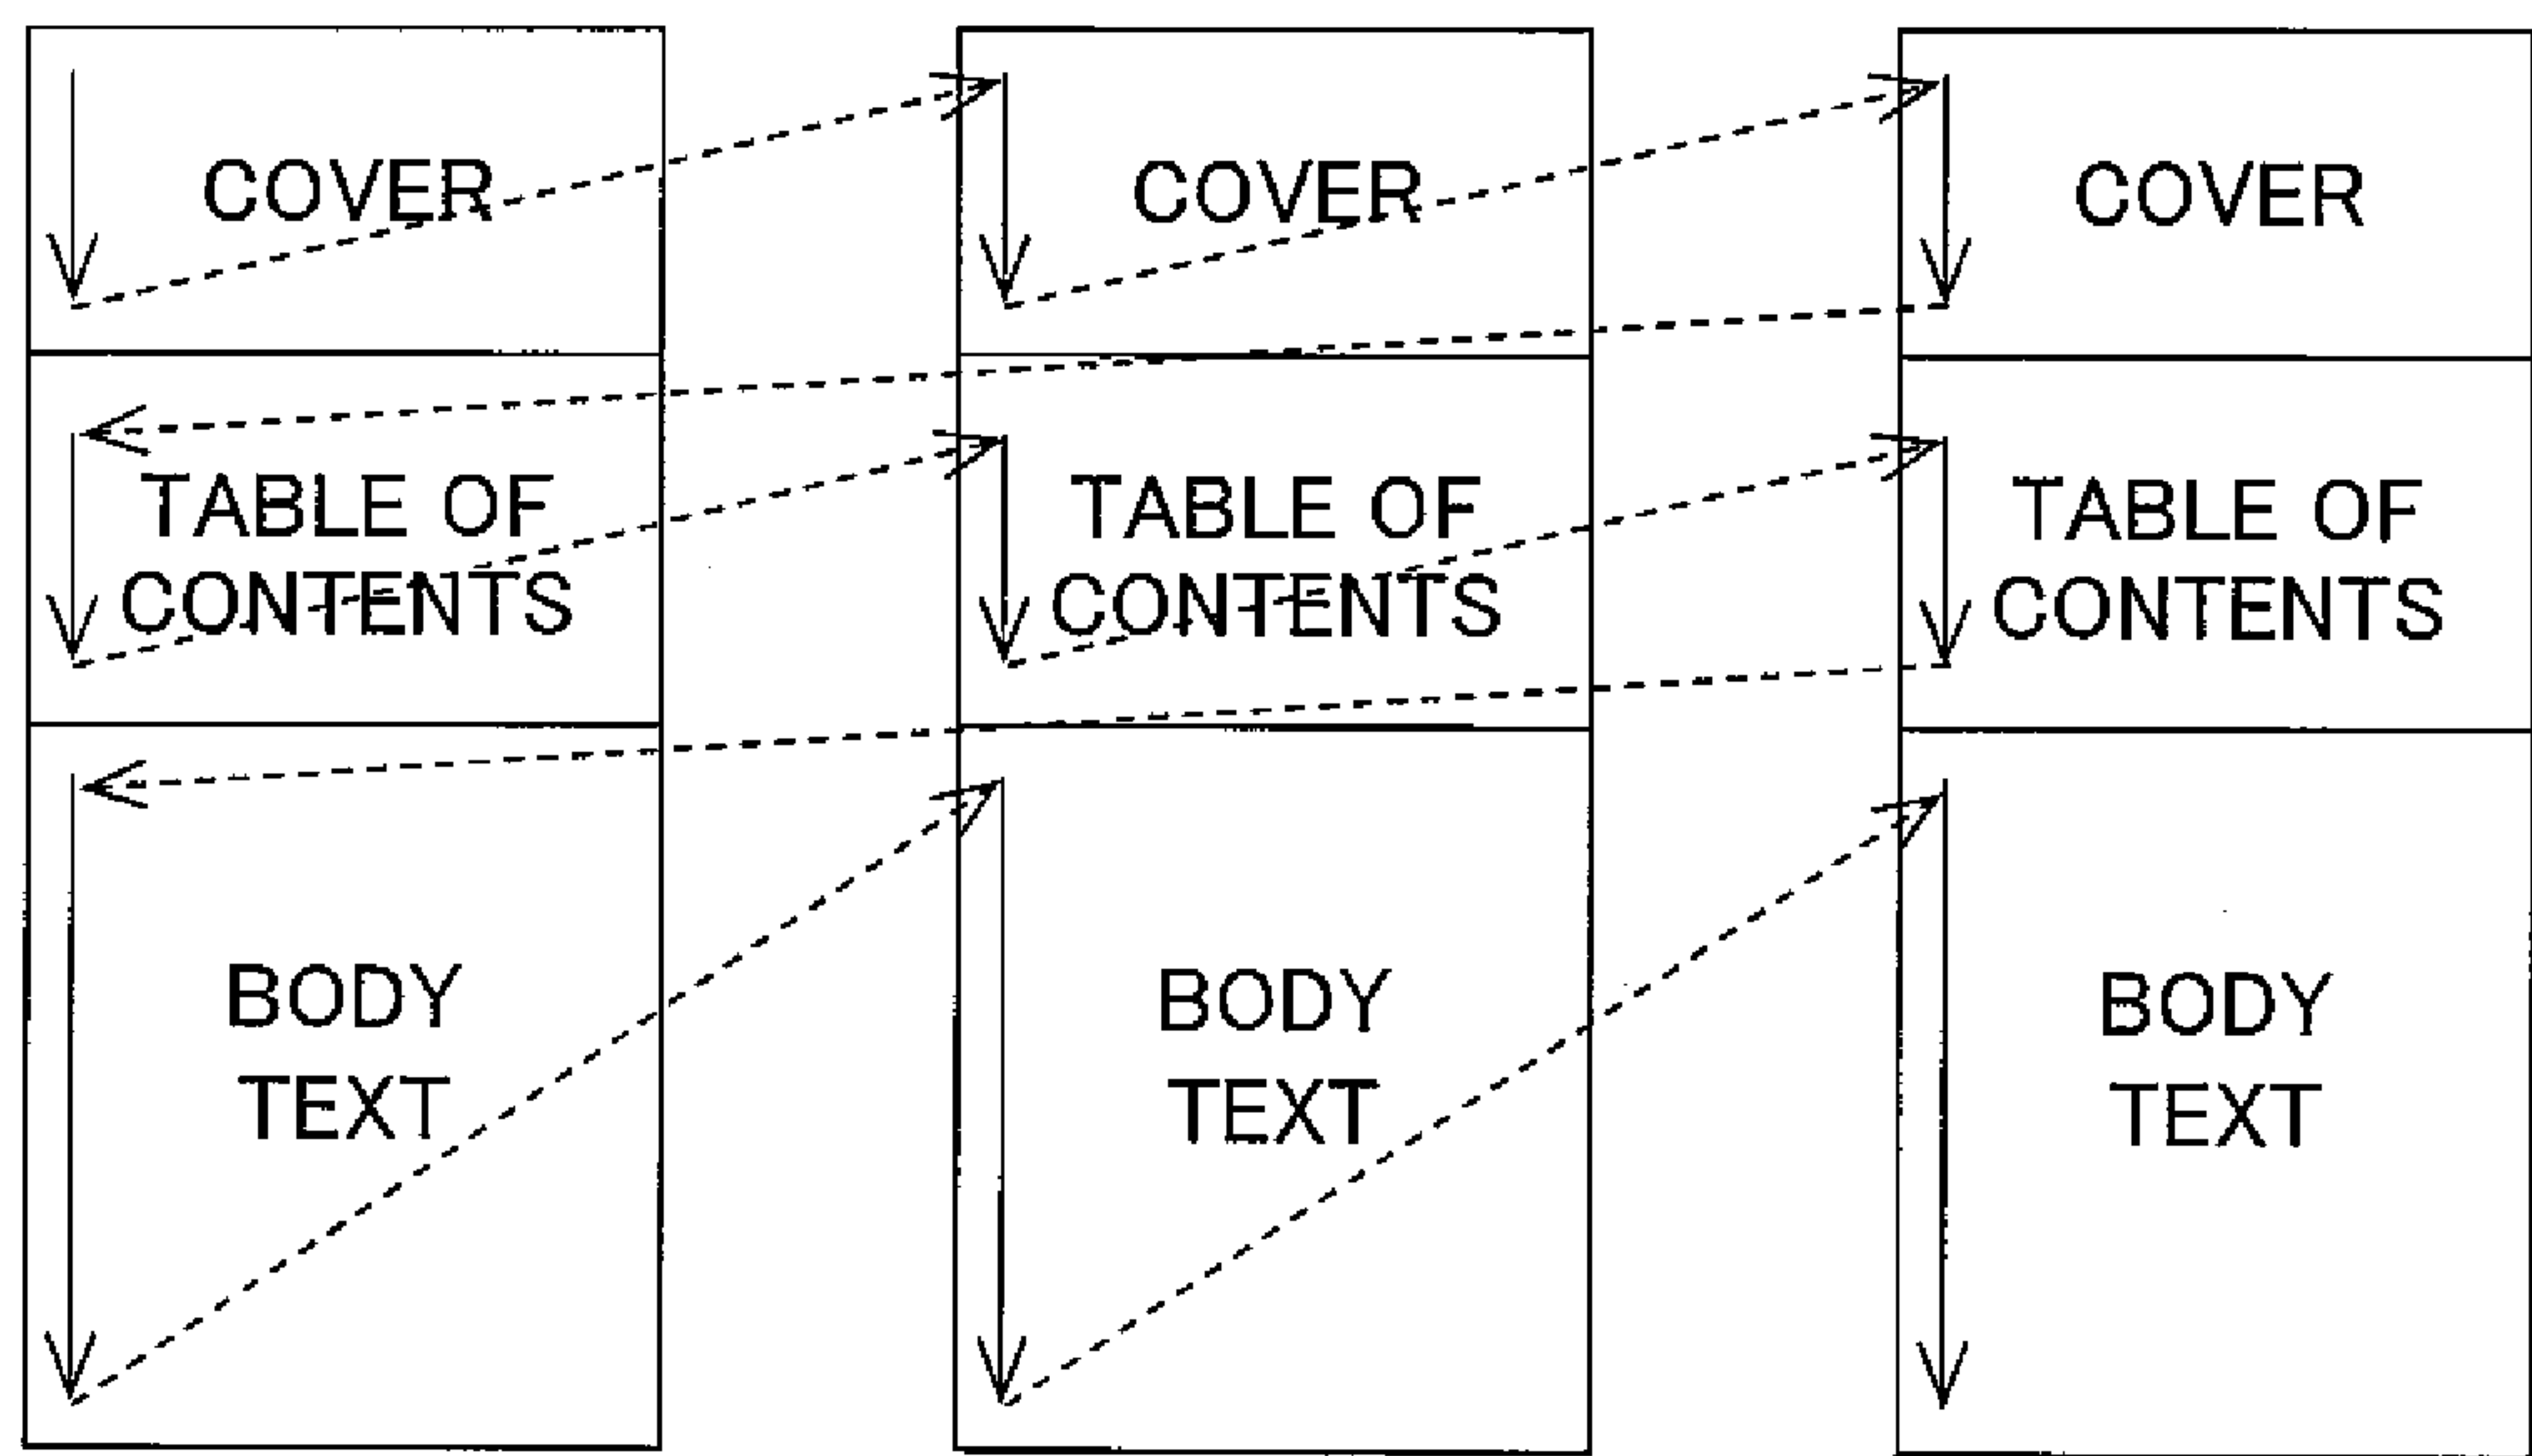 COVER
COVER
COVER
TABLE OF
CONTENTS
TABLE OF
CONTENTS
TABLE OF
CONTENTS
BODY
TEXT
BODY
TEXT
BODY
TEXT